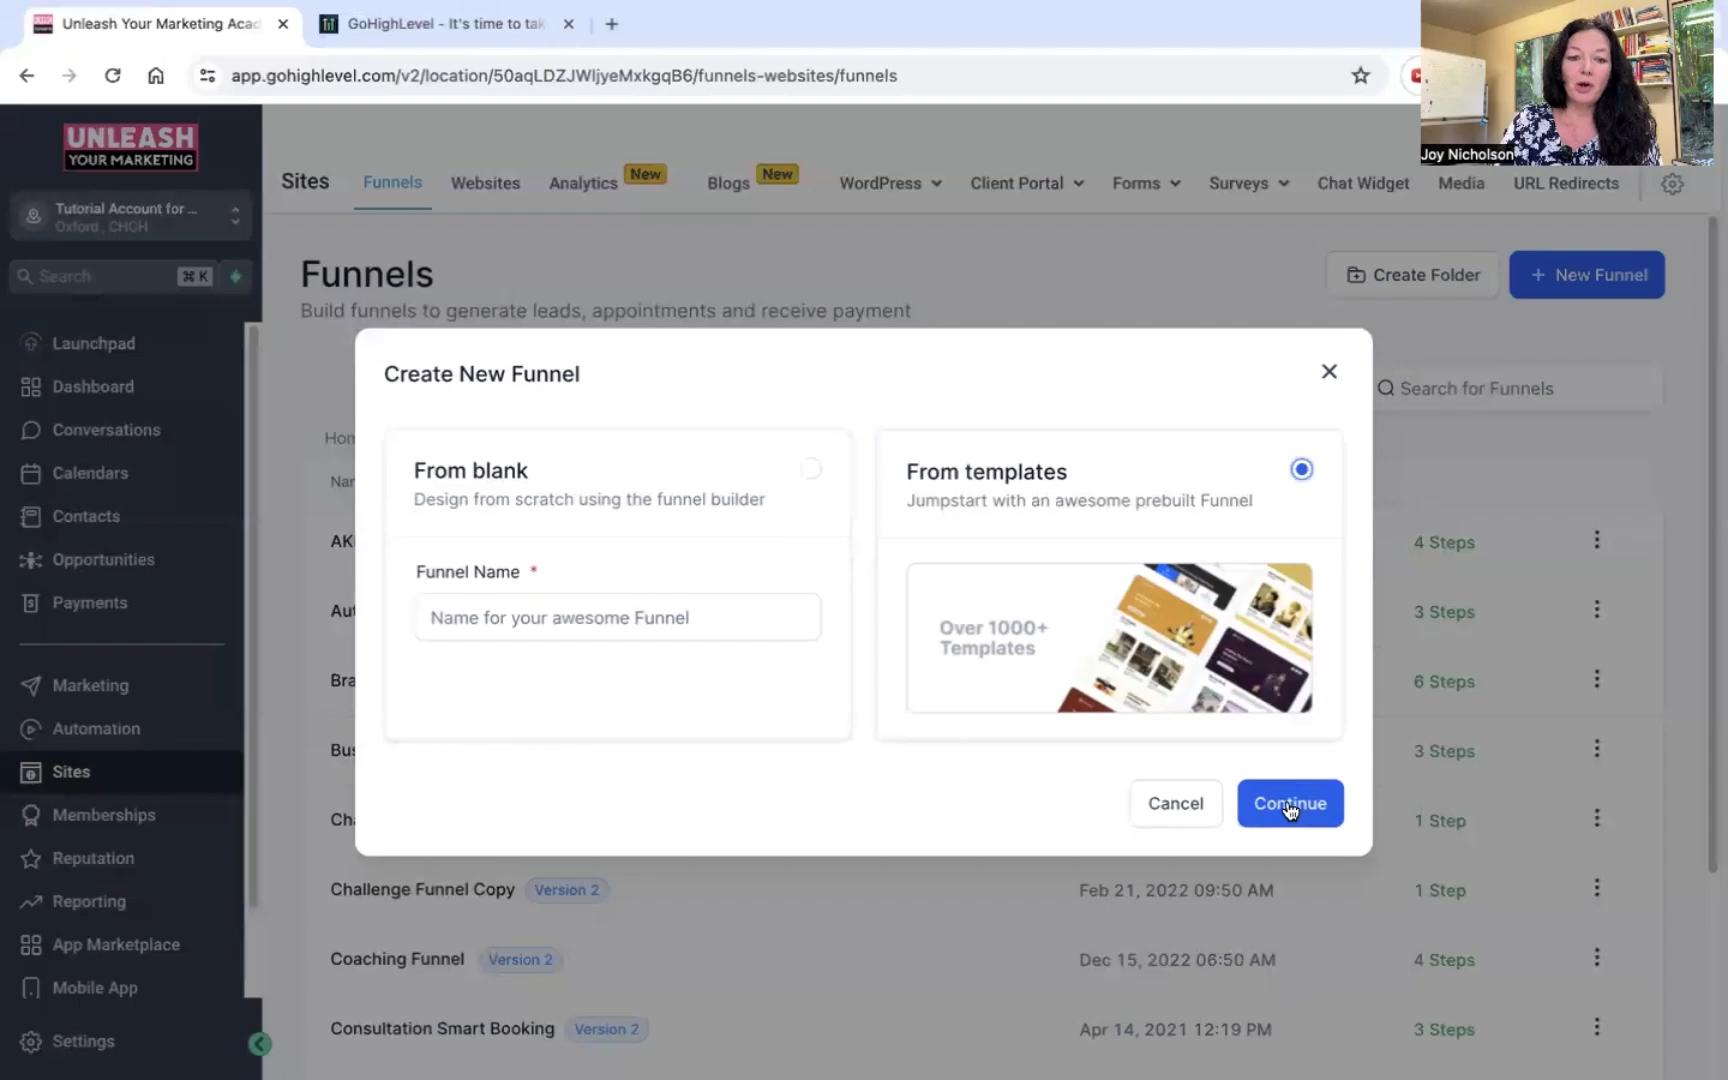 Unleash Your Marketing Acad
GoHighLevel - It's time to tak
app.gohighlevel.com/v2/location/50aqLDZJWljyeMxkgqB6/funnels-websites/funnels
Joy Nicholson
UNLEASH
YOUR MARKETING
Tutorial Account for ...
Oxford , CHCH
Search
⌘ K
Launchpad
Dashboard
Conversations
Calendars
Contacts
Opportunities
Payments
Marketing
Automation
Sites
Memberships
Reputation
Reporting
App Marketplace
Mobile App
Settings
Sites
Funnels
Websites
Analytics
New
Blogs
New
WordPress
Client Portal
Forms
Surveys
Chat Widget
Media
URL Redirects
Funnels
Build funnels to generate leads, appointments and receive payment
Create Folder
+ New Funnel
Search for Funnels
Hom
Nar
Create New Funnel
From blank
Design from scratch using the funnel builder
Funnel Name *
Name for your awesome Funnel
From templates
Jumpstart with an awesome prebuilt Funnel
Over 1000+
Templates
Cancel
Continue
AK
4 Steps
Aut
3 Steps
Bra
6 Steps
Bus
3 Steps
Cha
1 Step
Challenge Funnel Copy Version 2 Feb 21, 2022 09:50 AM 1 Step
Coaching Funnel Version 2 Dec 15, 2022 06:50 AM 4 Steps
Consultation Smart Booking Version 2 Apr 14, 2021 12:19 PM 3 Steps